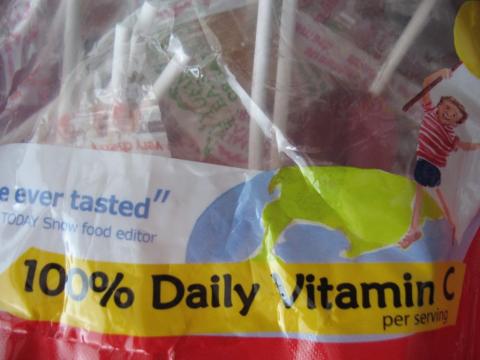 e ever tasted"
TODAY Show food editor
100% Daily Vitamin C
per serving